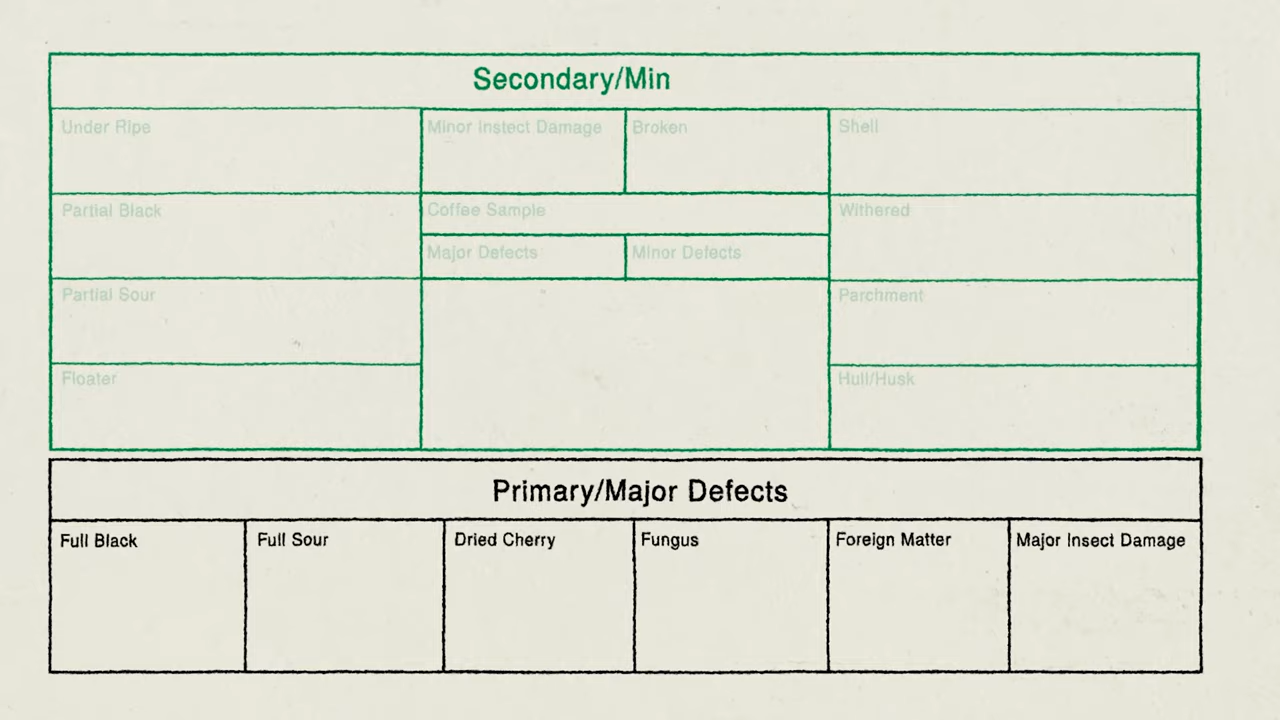 Secondary/Min
Under Ripe
Minor Instect Damage
Broken
Shell
Partial Black
Coffee Sample
Withered
Major Defects
Minor Defects
Partial Sour
Parchment
Floater
Hull/Husk
Primary/Major Defects
Full Black
Full Sour
Dried Cherry
Fungus
Foreign Matter
Major Insect Damage